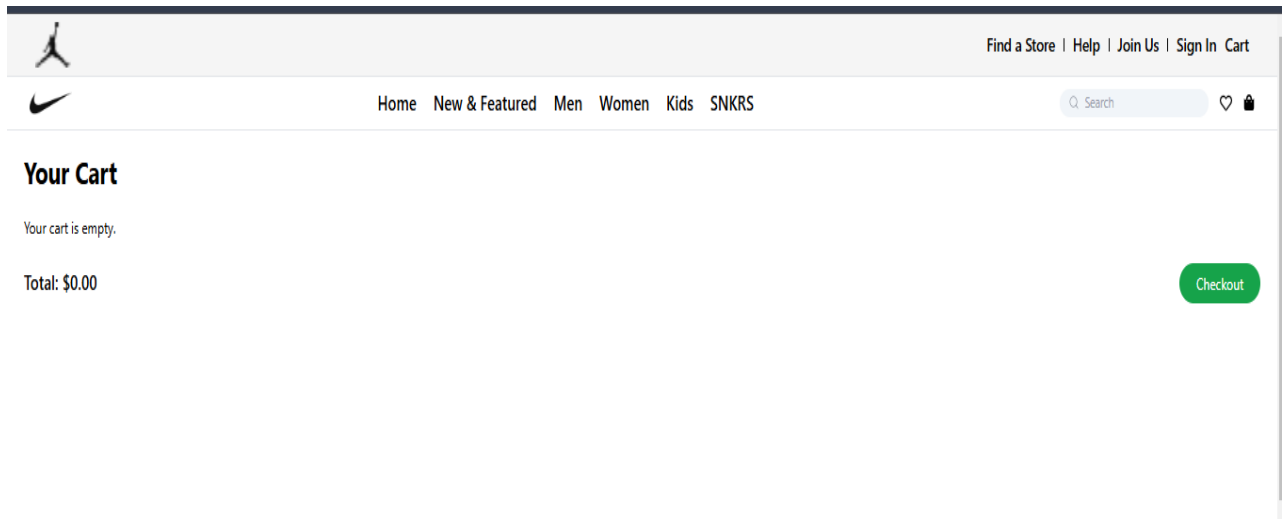 Find a Store | Help | Join Us | Sign In Cart
Home New & Featured Men Women Kids SNKRS Search
Your Cart
Your cart is empty.
Total: $0.00 Checkout